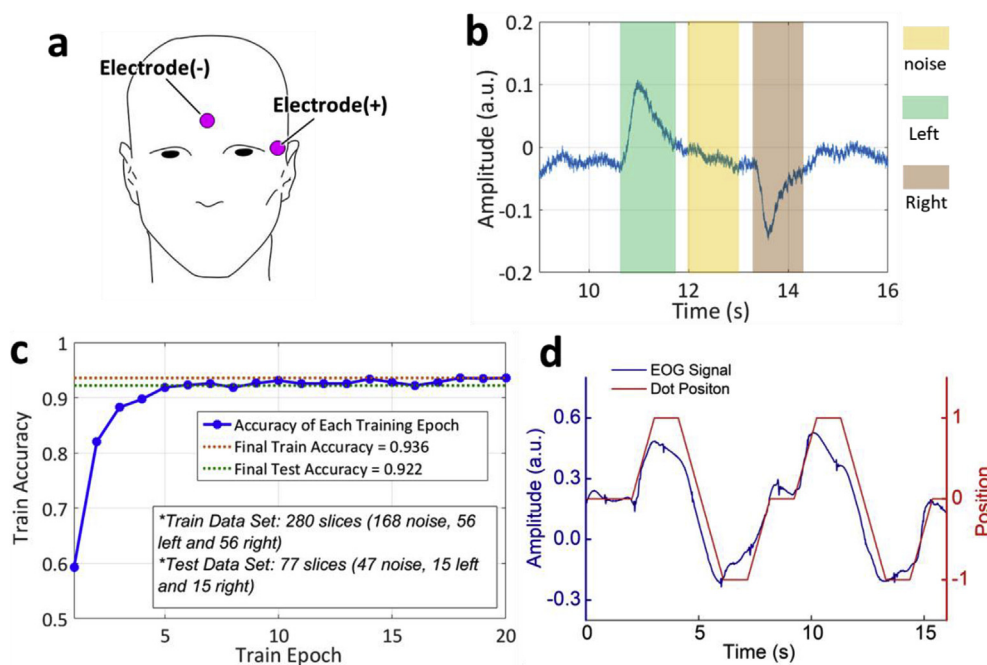 a
Electrode(-)
Electrode(+)
b
Amplitude (a.u.)
0.2
0.1
0
-0.1
-0.2
10
12
14
16
Time (s)
noise
Left
Right
c
Train Accuracy
1
0.9
0.8
0.7
0.6
0.5
Accuracy of Each Training Epoch
Final Train Accuracy = 0.936
Final Test Accuracy = 0.922
*Train Data Set: 280 slices (168 noise, 56
left and 56 right)
*Test Data Set: 77 slices (47 noise, 15 left
and 15 right)
5
10
15
20
Train Epoch
d
EOG Signal
Dot Positon
Amplitude (a.u.)
0.6
0.3
0.0
-0.3
1
0
-1
Position
0
5
10
15
Time (s)